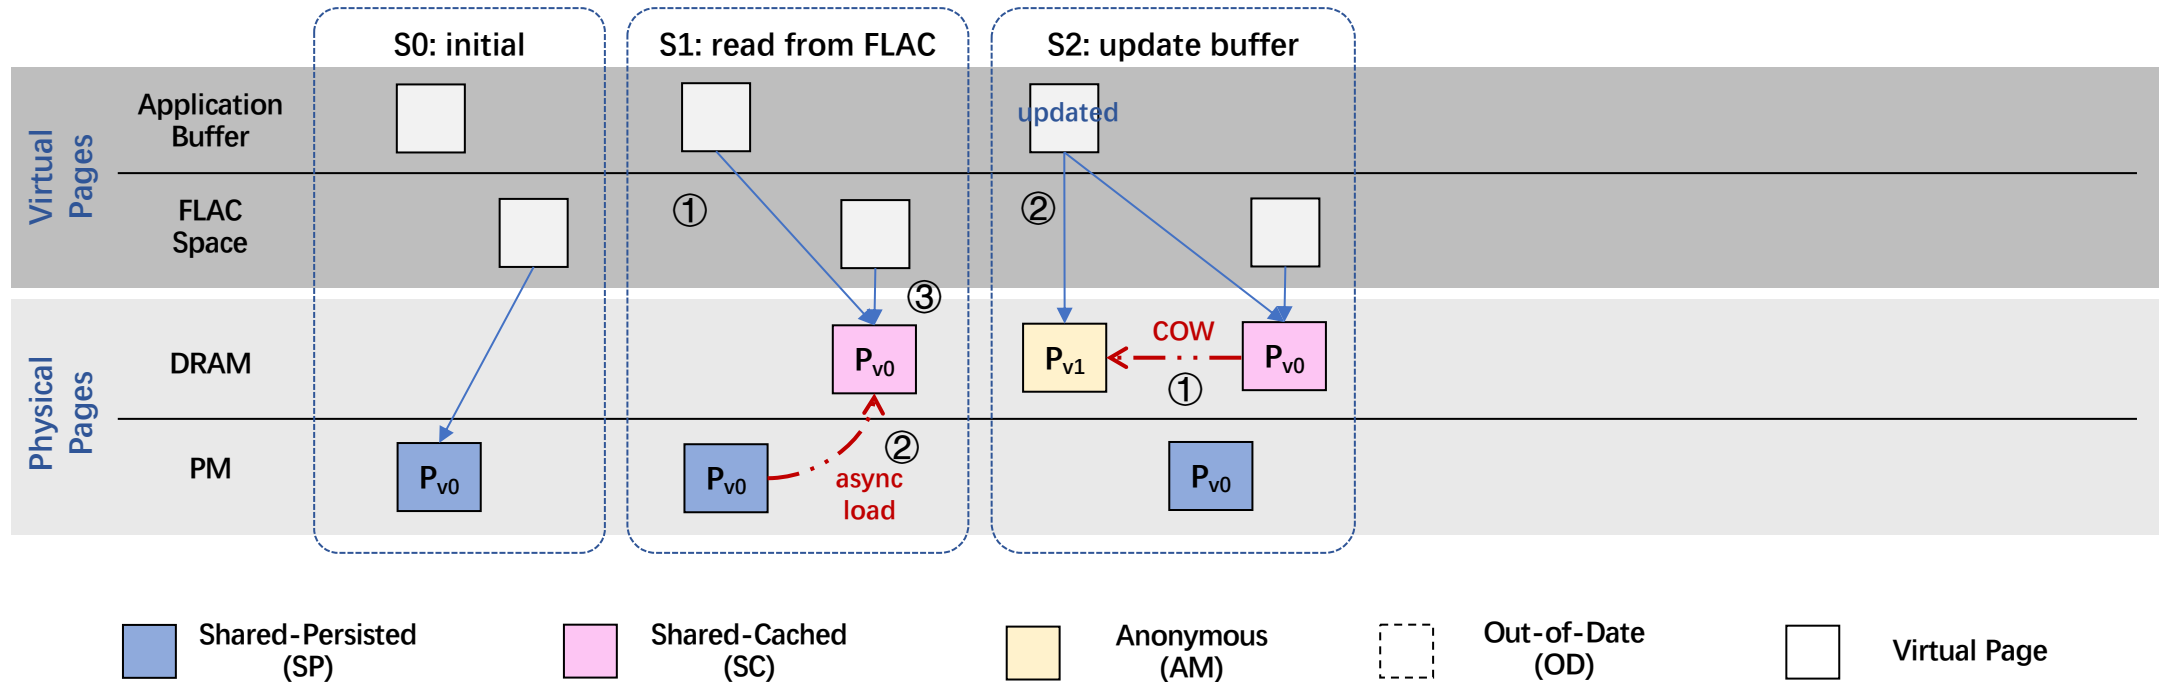 S0: initial
S1: read from FLAC
S2: update buffer
Virtual
Pages
Application
Buffer
updated
FLAC
Space
①
②
③
Physical
Pages
DRAM
Pv0
Pv1
COW
①
Pv0
PM
Pv0
Pv0
②
async
load
Pv0
Shared-Persisted
(SP)
Shared-Cached
(SC)
Anonymous
(AM)
Out-of-Date
(OD)
Virtual Page